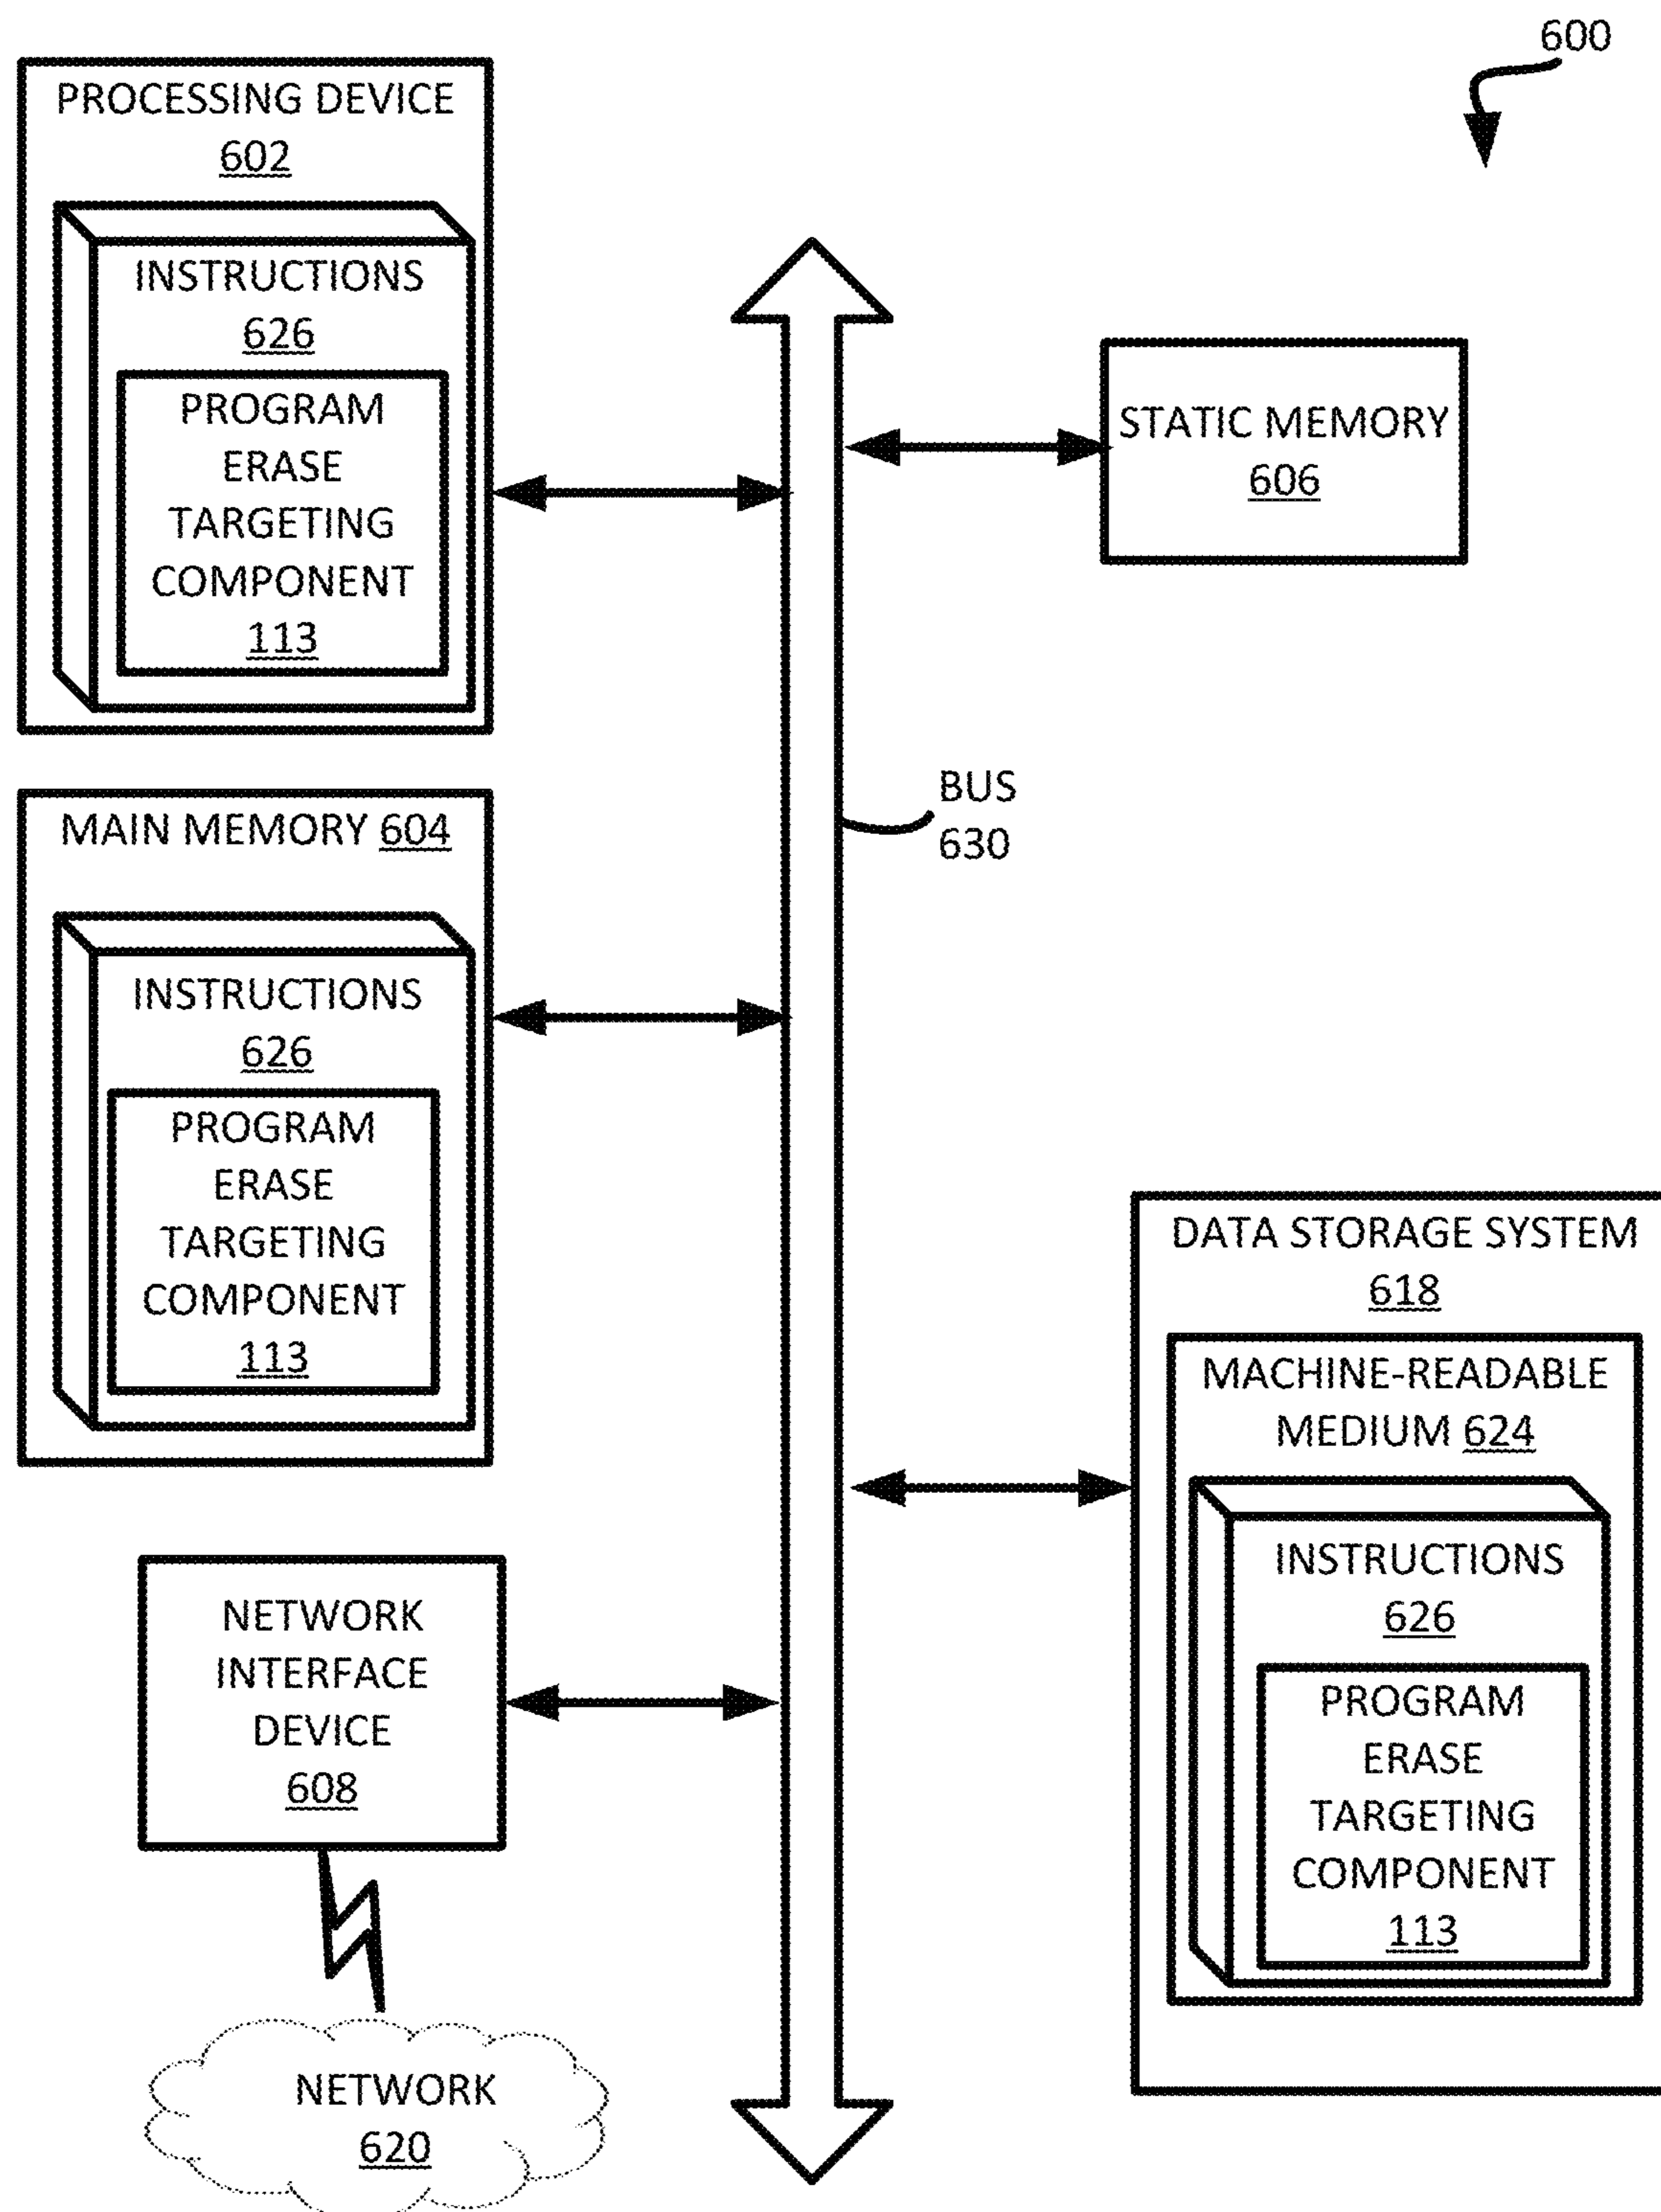 600
PROCESSING DEVICE
602
INSTRUCTIONS
626
PROGRAM
ERASE
TARGETING
COMPONENT
113
STATIC MEMORY
606
BUS
630
MAIN MEMORY 604
INSTRUCTIONS
626
PROGRAM
ERASE
TARGETING
COMPONENT
113
DATA STORAGE SYSTEM
618
MACHINE-READABLE
MEDIUM 624
INSTRUCTIONS
626
PROGRAM
ERASE
TARGETING
COMPONENT
113
NETWORK
INTERFACE
DEVICE
608
NETWORK
620